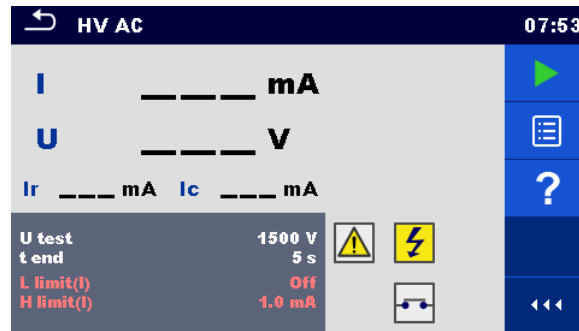 HV AC 07:53
I ___ mA
U ___ V
Ir ___ mA Ic ___ mA
U test 1500 V
t end 5 s
L limit(I) Off
H limit(I) 1.0 mA
?